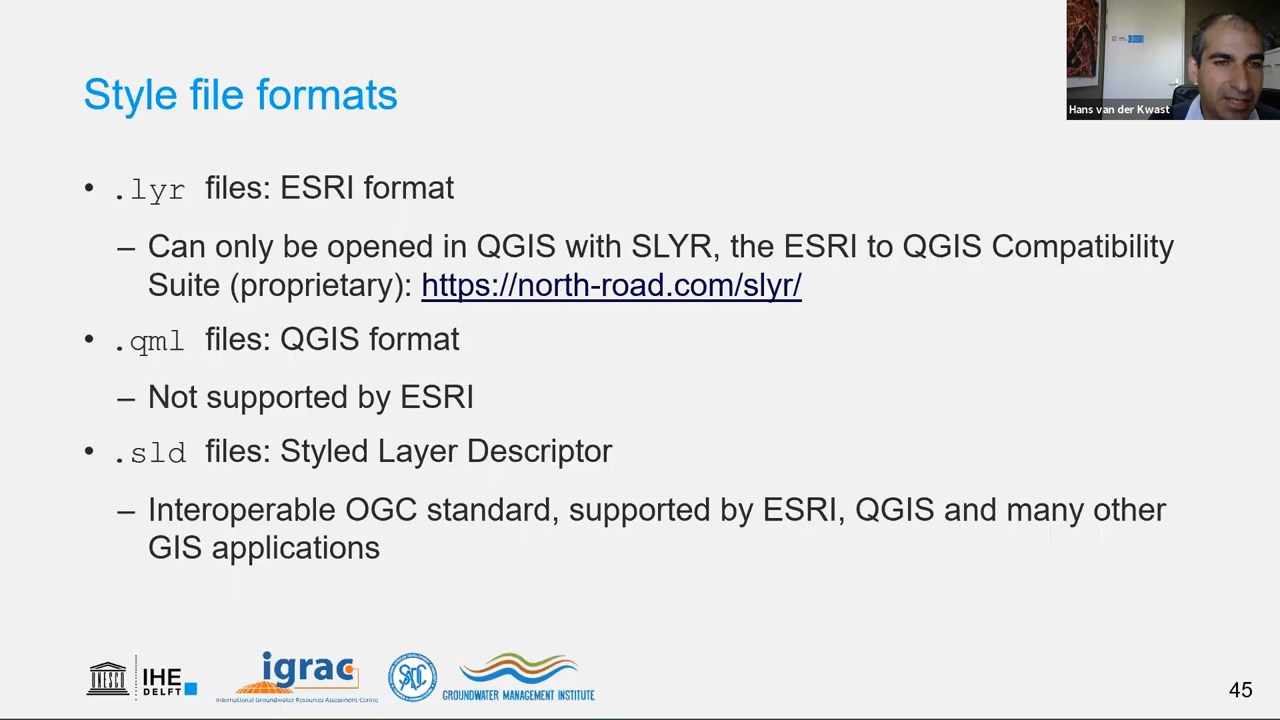 Style file formats
Hans van der Kwast
• .lyr files: ESRI format
– Can only be opened in QGIS with SLYR, the ESRI to QGIS Compatibility
Suite (proprietary): https://north-road.com/slyr/
• .qml files: QGIS format
– Not supported by ESRI
• .sld files: Styled Layer Descriptor
– Interoperable OGC standard, supported by ESRI, QGIS and many other
GIS applications
UNESCO
IHE
DELFT
igrac
International Groundwater Resources Assessment Centre
GROUNDWATER MANAGEMENT INSTITUTE
45